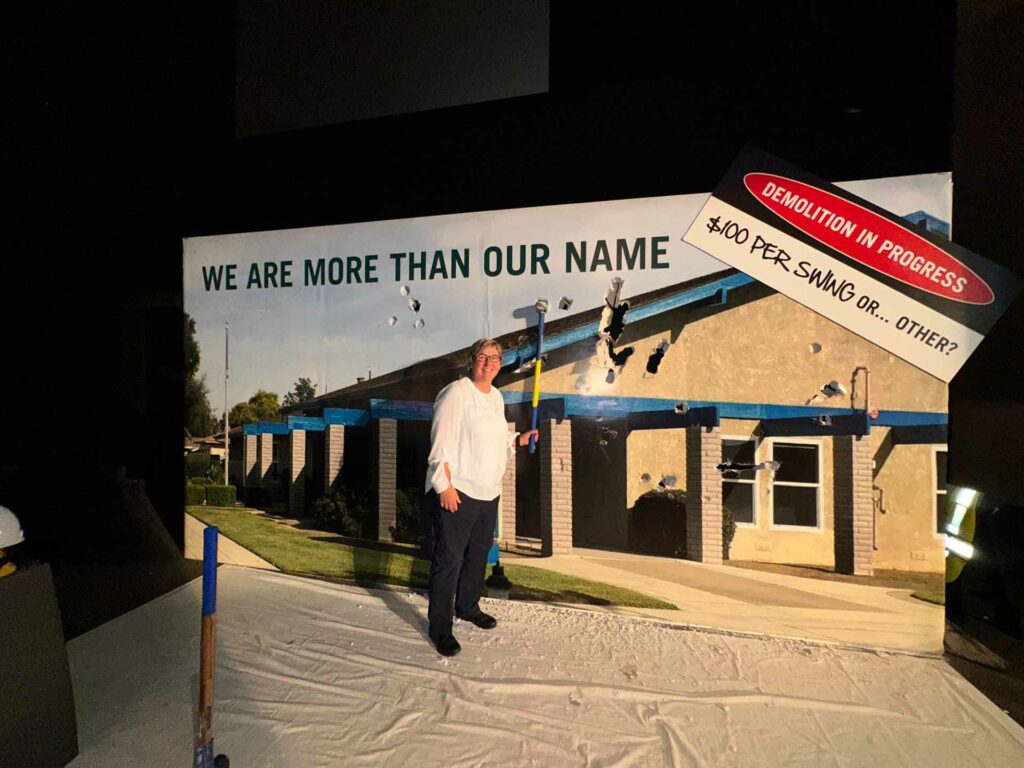 WE ARE MORE THAN OUR NAME
DEMOLITION IN PROGRESS
$100 PER SWING OR... OTHER?